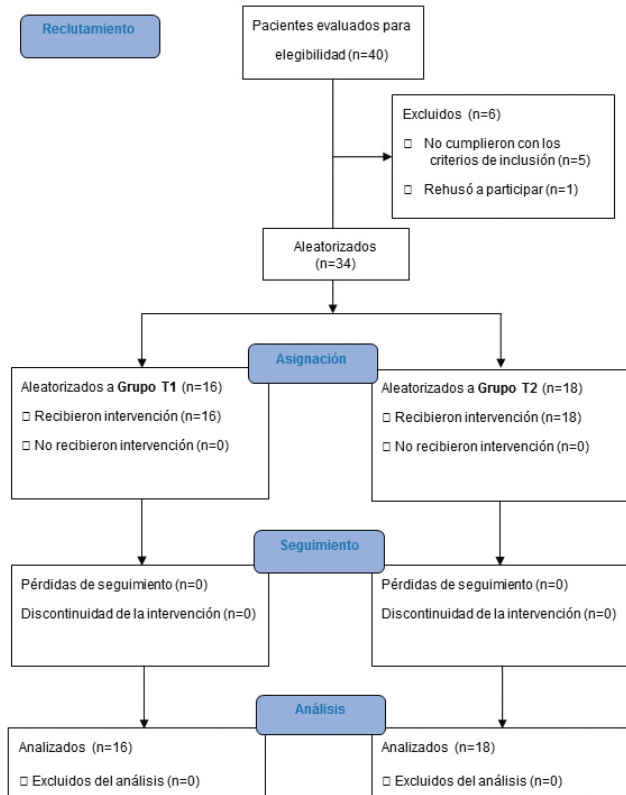 Reclutamiento
Pacientes evaluados para
elegibilidad (n=40)
Excluidos (n=6)
□ No cumplieron con los
criterios de inclusión (n=5)
□ Rehusó a participar (n=1)
Aleatorizados
(n=34)
Asignación
Aleatorizados a Grupo T1 (n=16)
□ Recibieron intervención (n=16)
□ No recibieron intervención (n=0)
Aleatorizados a Grupo T2 (n=18)
□ Recibieron intervención (n=18)
□ No recibieron intervención (n=0)
Seguimiento
Pérdidas de seguimiento (n=0)
Discontinuidad de la intervención (n=0)
Pérdidas de seguimiento (n=0)
Discontinuidad de la intervención (n=0)
Análisis
Analizados (n=16)
□ Excluidos del análisis (n=0)
Analizados (n=18)
□ Excluidos del análisis (n=0)